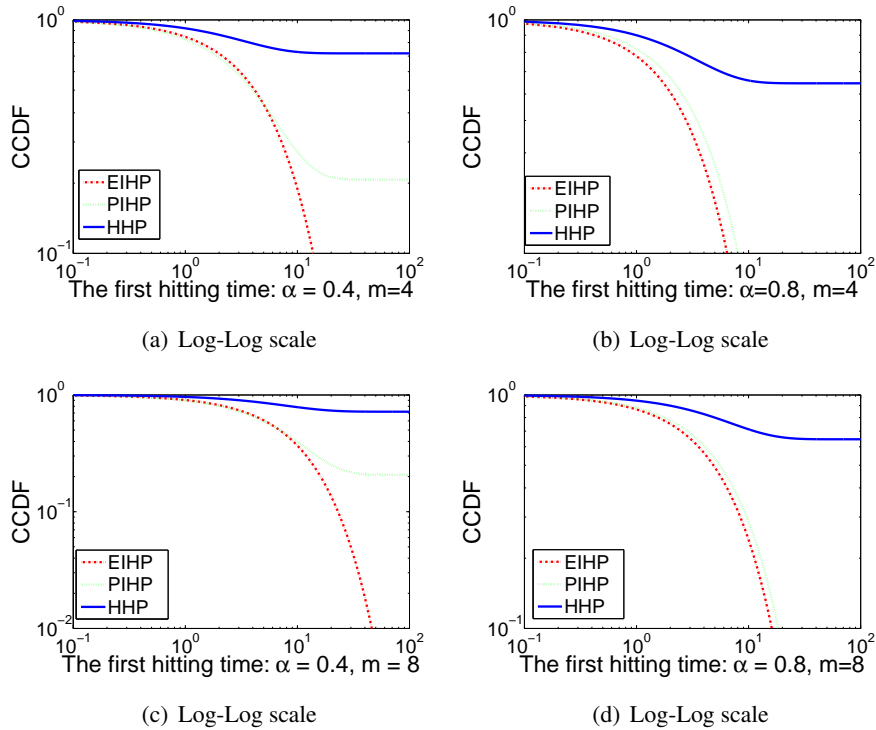 10^0
CCDF
EIHP
PIHP
HHP
10^−1
10^−1 10^0 10^1 10^2
The first hitting time: α = 0.4, m=4
(a) Log-Log scale
10^0
CCDF
EIHP
PIHP
HHP
10^−1 10^0 10^1 10^2
The first hitting time: α=0.8, m=4
(b) Log-Log scale
10^0
10^−1
CCDF
EIHP
PIHP
HHP
10^−2
10^−1 10^0 10^1 10^2
The first hitting time: α = 0.4, m = 8
(c) Log-Log scale
10^0
CCDF
EIHP
PIHP
HHP
10^−1
10^−1 10^0 10^1 10^2
The first hitting time: α = 0.8, m=8
(d) Log-Log scale